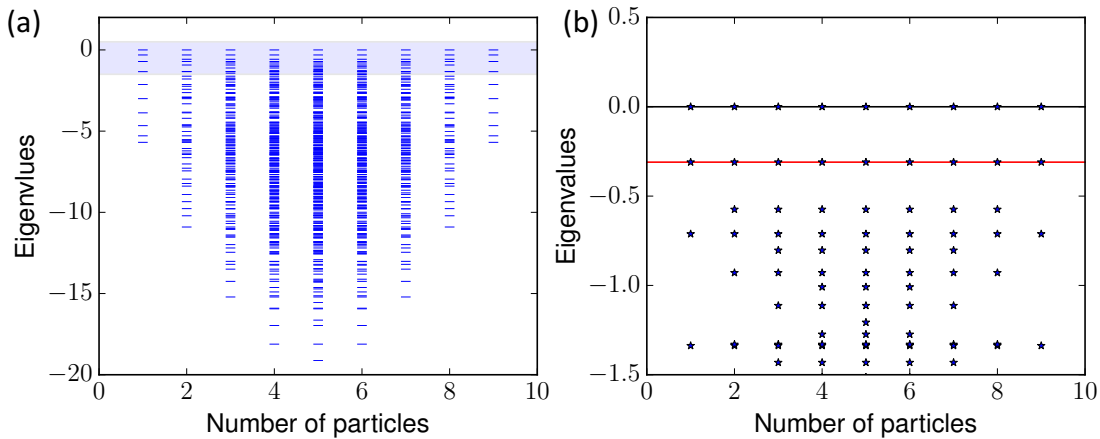 (a)
0
−5
−10
−15
−20
Eigenvlues
0 2 4 6 8 10
Number of particles
(b)
0.5
0.0
−0.5
−1.0
−1.5
Eigenvalues
0 2 4 6 8 10
Number of particles